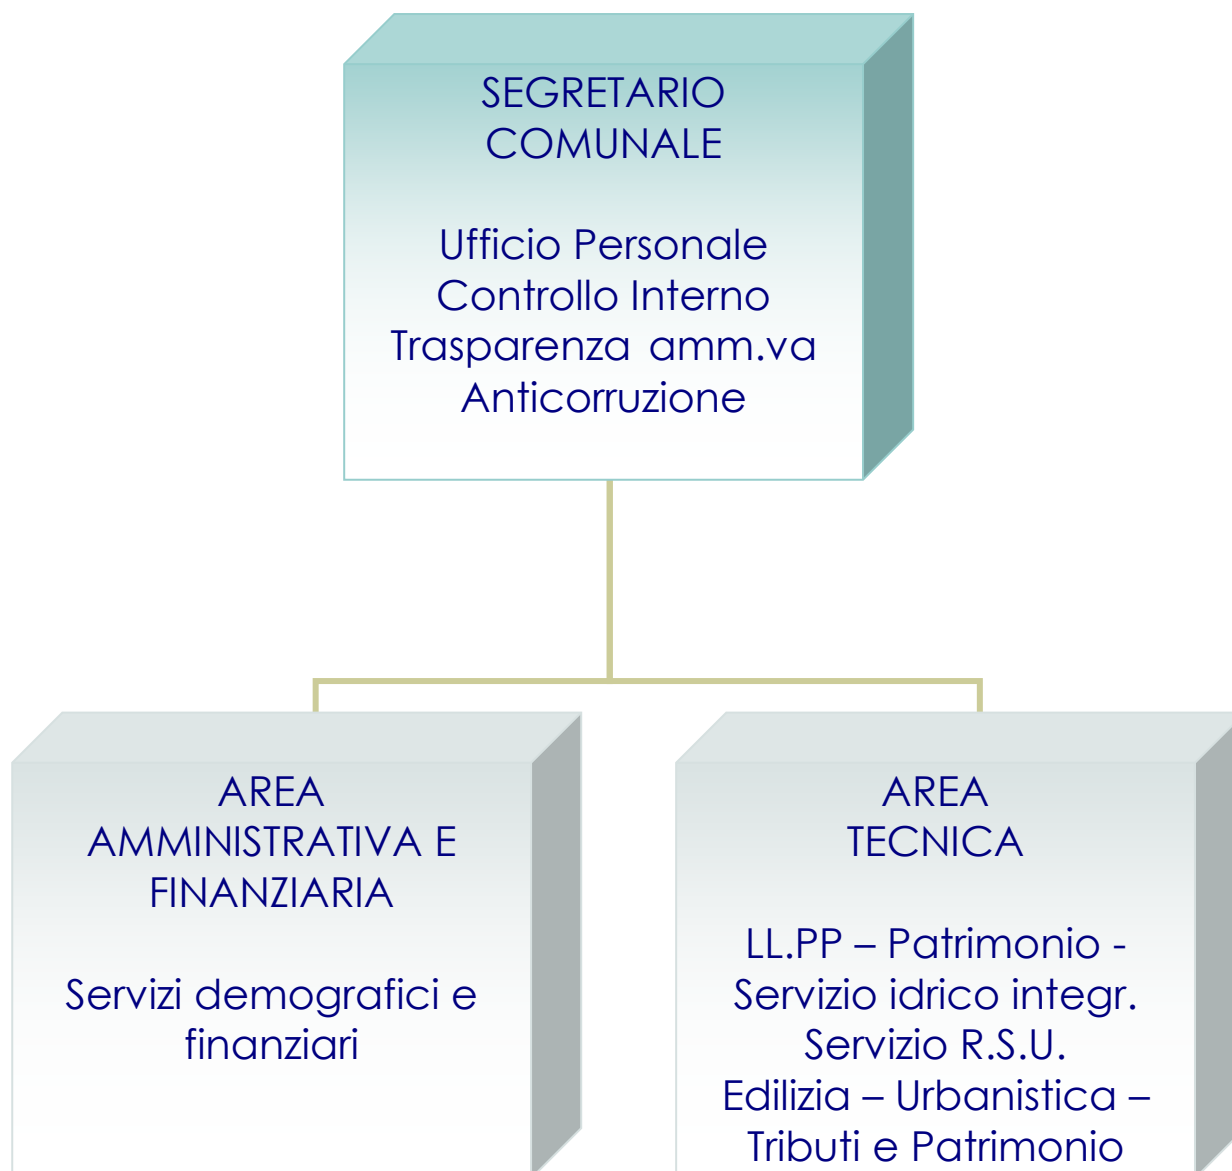 SEGRETARIO
COMUNALE
Ufficio Personale
Controllo Interno
Trasparenza amm.va
Anticorruzione
AREA
AMMINISTRATIVA E
FINANZIARIA
Servizi demografici e
finanziari
AREA
TECNICA
LL.PP – Patrimonio -
Servizio idrico integr.
Servizio R.S.U.
Edilizia – Urbanistica –
Tributi e Patrimonio